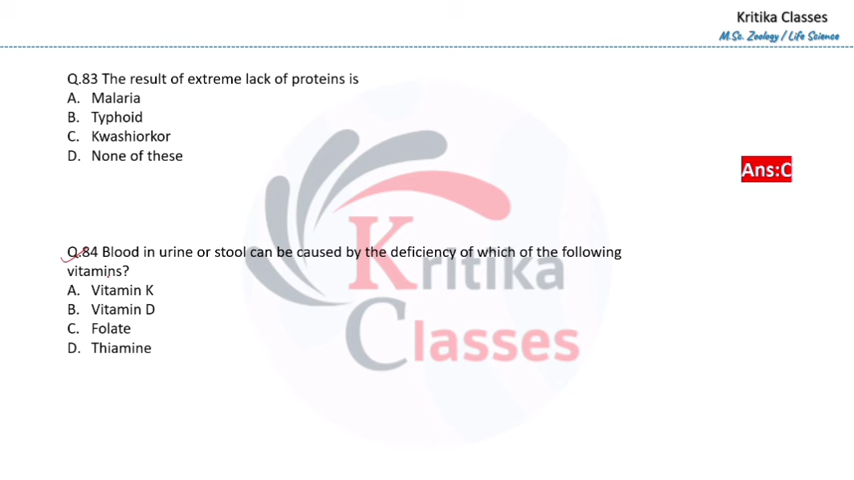 Kritika Classes
M.Sc. Zoology / Life Science
Q.83 The result of extreme lack of proteins is
A. Malaria
B. Typhoid
C. Kwashiorkor
D. None of these
Ans:C
Q.84 Blood in urine or stool can be caused by the deficiency of which of the following
vitamins?
A. Vitamin K
B. Vitamin D
C. Folate
D. Thiamine
Kritika
Classes